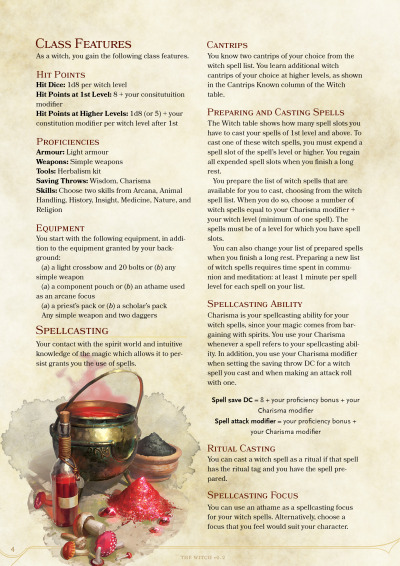 CLASS FEATURES
As a witch, you gain the following class features.
HIT POINTS
Hit Dice: 1d8 per witch level
Hit Points at 1st Level: 8 + your constitutuition
modifier
Hit Points at Higher Levels: 1d8 (or 5) + your
constitution modifier per witch level after 1st
PROFICIENCIES
Armour: Light armour
Weapons: Simple weapons
Tools: Herbalism kit
Saving Throws: Wisdom, Charisma
Skills: Choose two skills from Arcana, Animal
Handling, History, Insight, Medicine, Nature, and
Religion
EQUIPMENT
You start with the following equipment, in addi-
tion to the equipment granted by your back-
ground:
(a) a light crossbow and 20 bolts or (b) any
simple weapon
(a) a component pouch or (b) an athame used
as an arcane focus
(a) a priest's pack or (b) a scholar's pack
Any simple weapon and two daggers
SPELLCASTING
Your contact with the spirit world and intuitive
knowledge of the magic which allows it to per-
sist grants you the use of spells.
CANTRIPS
You know two cantrips of your choice from the
witch spell list. You learn additional witch
cantrips of your choice at higher levels, as shown
in the Cantrips Known column of the Witch
table.
PREPARING AND CASTING SPELLS
The Witch table shows how many spell slots you
have to cast your spells of 1st level and above. To
cast one of these witch spells, you must expend a
spell slot of the spell's level or higher. You regain
all expended spell slots when you finish a long
rest.
You prepare the list of witch spells that are
available for you to cast, choosing from the witch
spell list. When you do so, choose a number of
witch spells equal to your Charisma modifier +
your witch level (minimum of one spell). The
spells must be of a level for which you have spell
slots.
You can also change your list of prepared spells
when you finish a long rest. Preparing a new list
of witch spells requires time spent in commu-
nion and meditation: at least 1 minute per spell
level for each spell on your list.
SPELLCASTING ABILITY
Charisma is your spellcasting ability for your
witch spells, since your magic comes from bar-
gaining with spirits. You use your Charisma
whenever a spell refers to your spellcasting abil-
ity. In addition, you use your Charisma modifier
when setting the saving throw DC for a witch
spell you cast and when making an attack roll
with one.
Spell save DC = 8 + your proficiency bonus + your
Charisma modifier
Spell attack modifier = your proficiency bonus +
your Charisma modifier
RITUAL CASTING
You can cast a witch spell as a ritual if that spell
has the ritual tag and you have the spell pre-
pared.
SPELLCASTING FOCUS
You can use an athame as a spellcasting focus
for your witch spells. Alternatively, choose a
focus that you feel would suit your character.
4